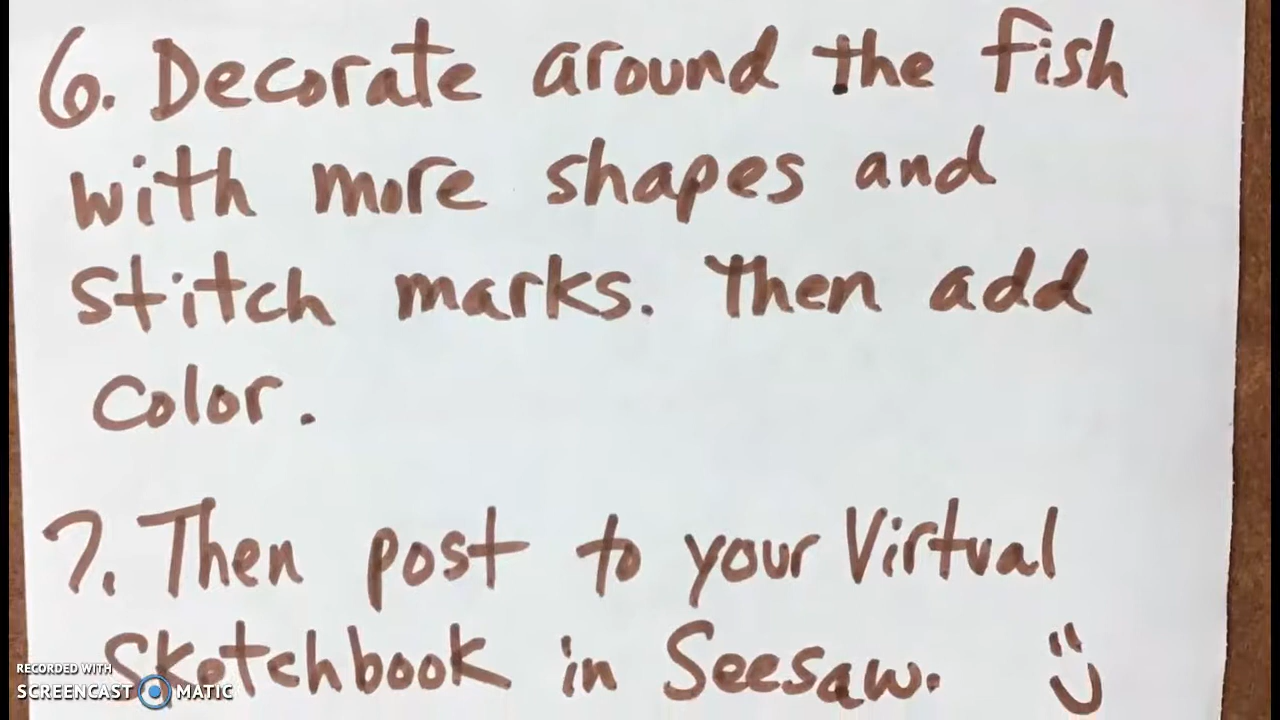 6. Decorate around the fish
with more shapes and
stitch marks. Then add
color.
7. Then post to your Virtual
Sketchbook in Seesaw. :)
RECORDED WITH
SCREENCAST MATIC